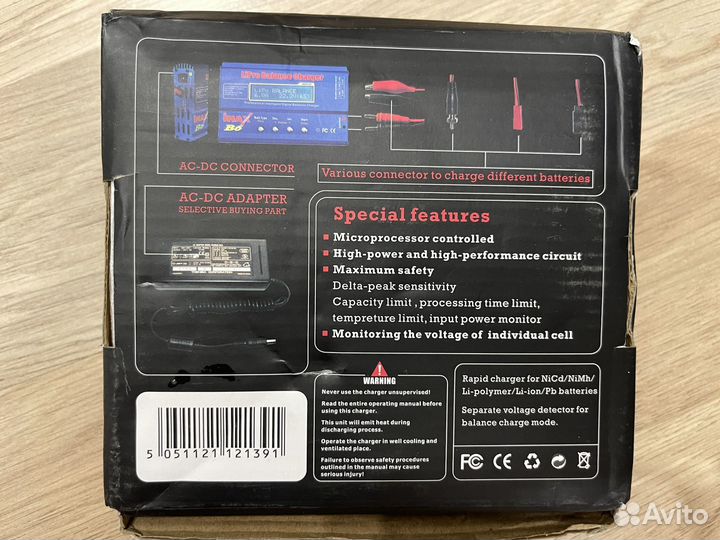 LiPro Balance Charger
LiPo BALANCE
iMAX
B6
AC-DC CONNECTOR
Various connector to charge different batteries
AC-DC ADAPTER
SELECTIVE BUYING PART
Special features
Microprocessor controlled
High-power and high-performance circuit
Maximum safety
Delta-peak sensitivity
Capacity limit , processing time limit,
tempreture limit, input power monitor
Monitoring the voltage of individual cell
WARNING
Never use the charger unsupervised!
Read the entire operating manual before
using this charger.
This unit will emit heat during
discharging process.
Operate the charger in well cooling and
ventilated place.
Failure to observe safety procedures
outlined in the manual may cause
serious injury!
Rapid charger for NiCd/NiMh/
Li-polymer/Li-ion/Pb batteries
Separate voltage detector for
balance charge mode.
FC CE
5 051121 121391
Avito